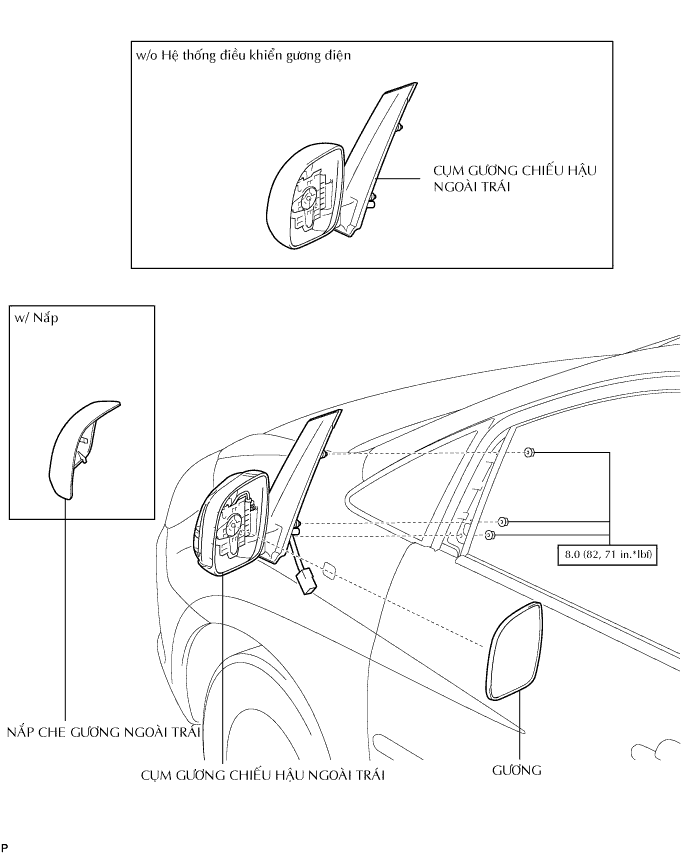 w/o Hệ thống điều khiển gương điện
CỤM GƯƠNG CHIẾU HẬU
NGOÀI TRÁI
w/ Nắp
8.0 (82, 71 in.*lbf)
NẮP CHE GƯƠNG NGOÀI TRÁI
CỤM GƯƠNG CHIẾU HẬU NGOÀI TRÁI
GƯƠNG
P